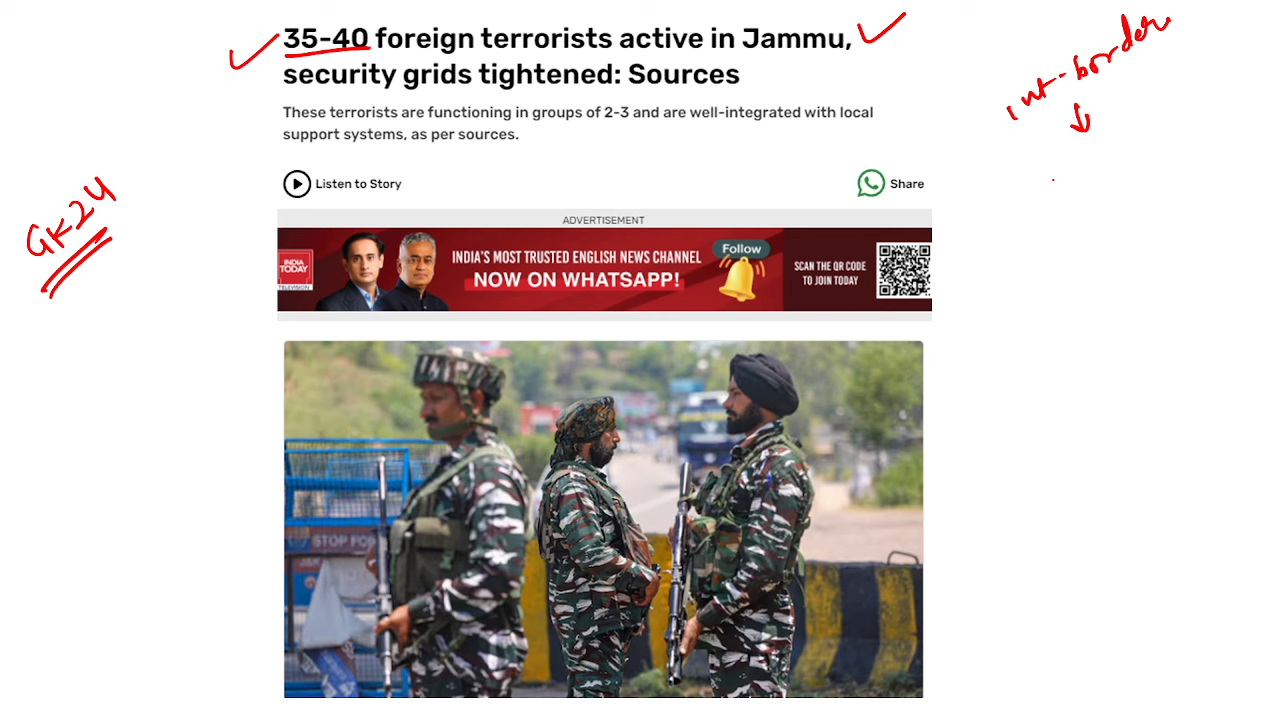 35-40 foreign terrorists active in Jammu,
security grids tightened: Sources
int-border
These terrorists are functioning in groups of 2-3 and are well-integrated with local
support systems, as per sources.
Listen to Story
Share
GK24
ADVERTISEMENT
INDIA TODAY
TELEVISION
INDIA'S MOST TRUSTED ENGLISH NEWS CHANNEL
NOW ON WHATSAPP!
Follow
SCAN THE QR CODE
TO JOIN TODAY
STOP FO